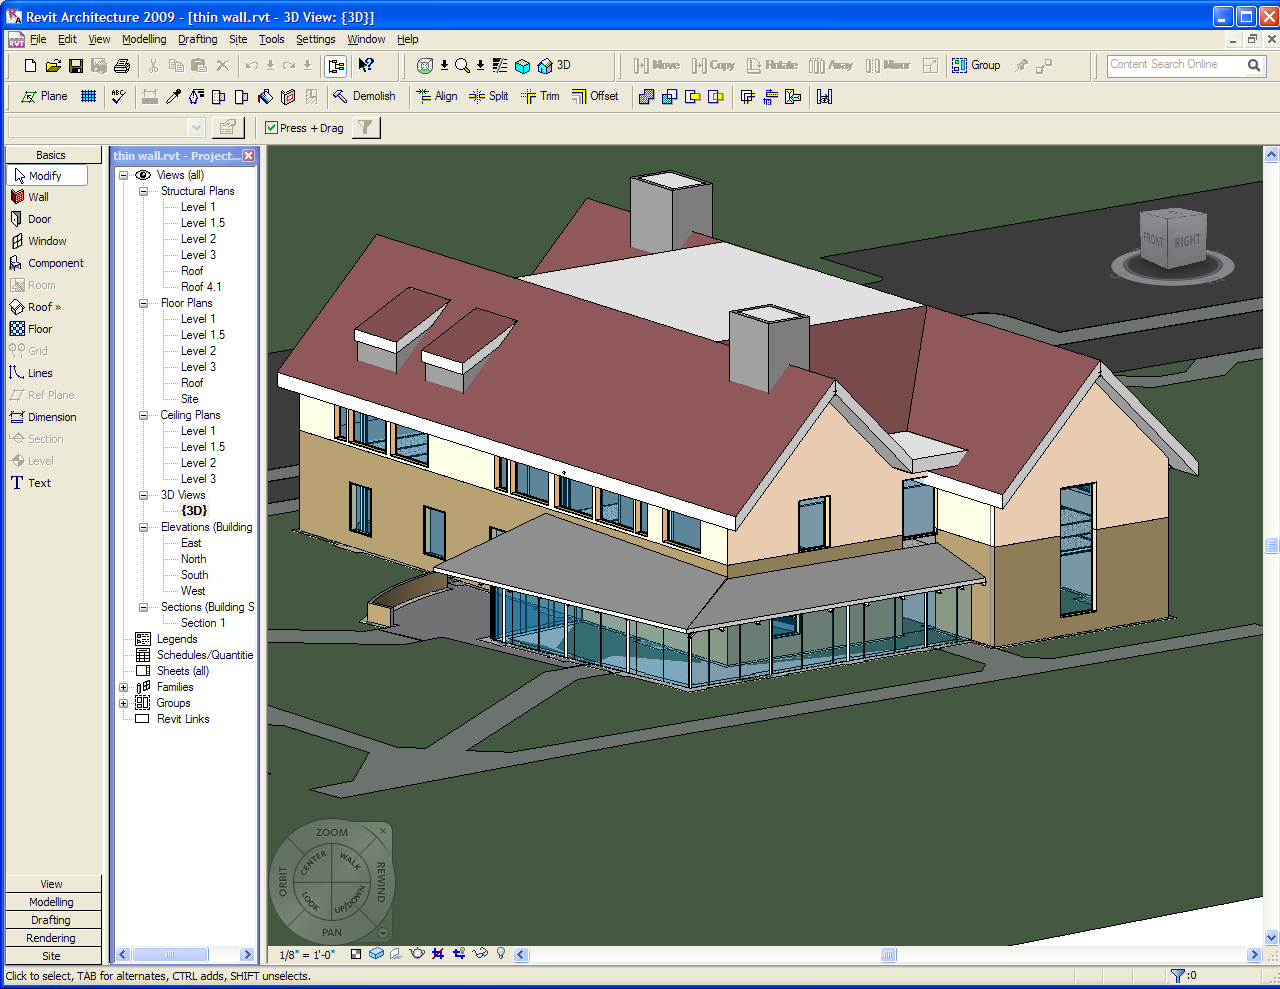 Revit Architecture 2009 - [thin wall.rvt - 3D View: {3D}]
File Edit View Modelling Drafting Site Tools Settings Window Help
3D Move Copy Rotate Array Mirror Group Content Search Online
Plane Demolish Align Split Trim Offset
Press + Drag
Basics
Modify
Wall
Door
Window
Component
Room
Roof »
Floor
Grid
Lines
Ref Plane
Dimension
Section
Level
Text
View
Modelling
Drafting
Rendering
Site
thin wall.rvt - Project...
Views (all)
Structural Plans
Level 1
Level 1.5
Level 2
Level 3
Roof
Roof 4.1
Floor Plans
Level 1
Level 1.5
Level 2
Level 3
Roof
Site
Ceiling Plans
Level 1
Level 1.5
Level 2
Level 3
3D Views
{3D}
Elevations (Building
East
North
South
West
Sections (Building S
Section 1
Legends
Schedules/Quantitie
Sheets (all)
Families
Groups
Revit Links
FRONT RIGHT
ZOOM
CENTER WALK
ORBIT REWIND
LOOK UP/DOWN
PAN
1/8" = 1'-0"
Click to select, TAB for alternates, CTRL adds, SHIFT unselects.
:0